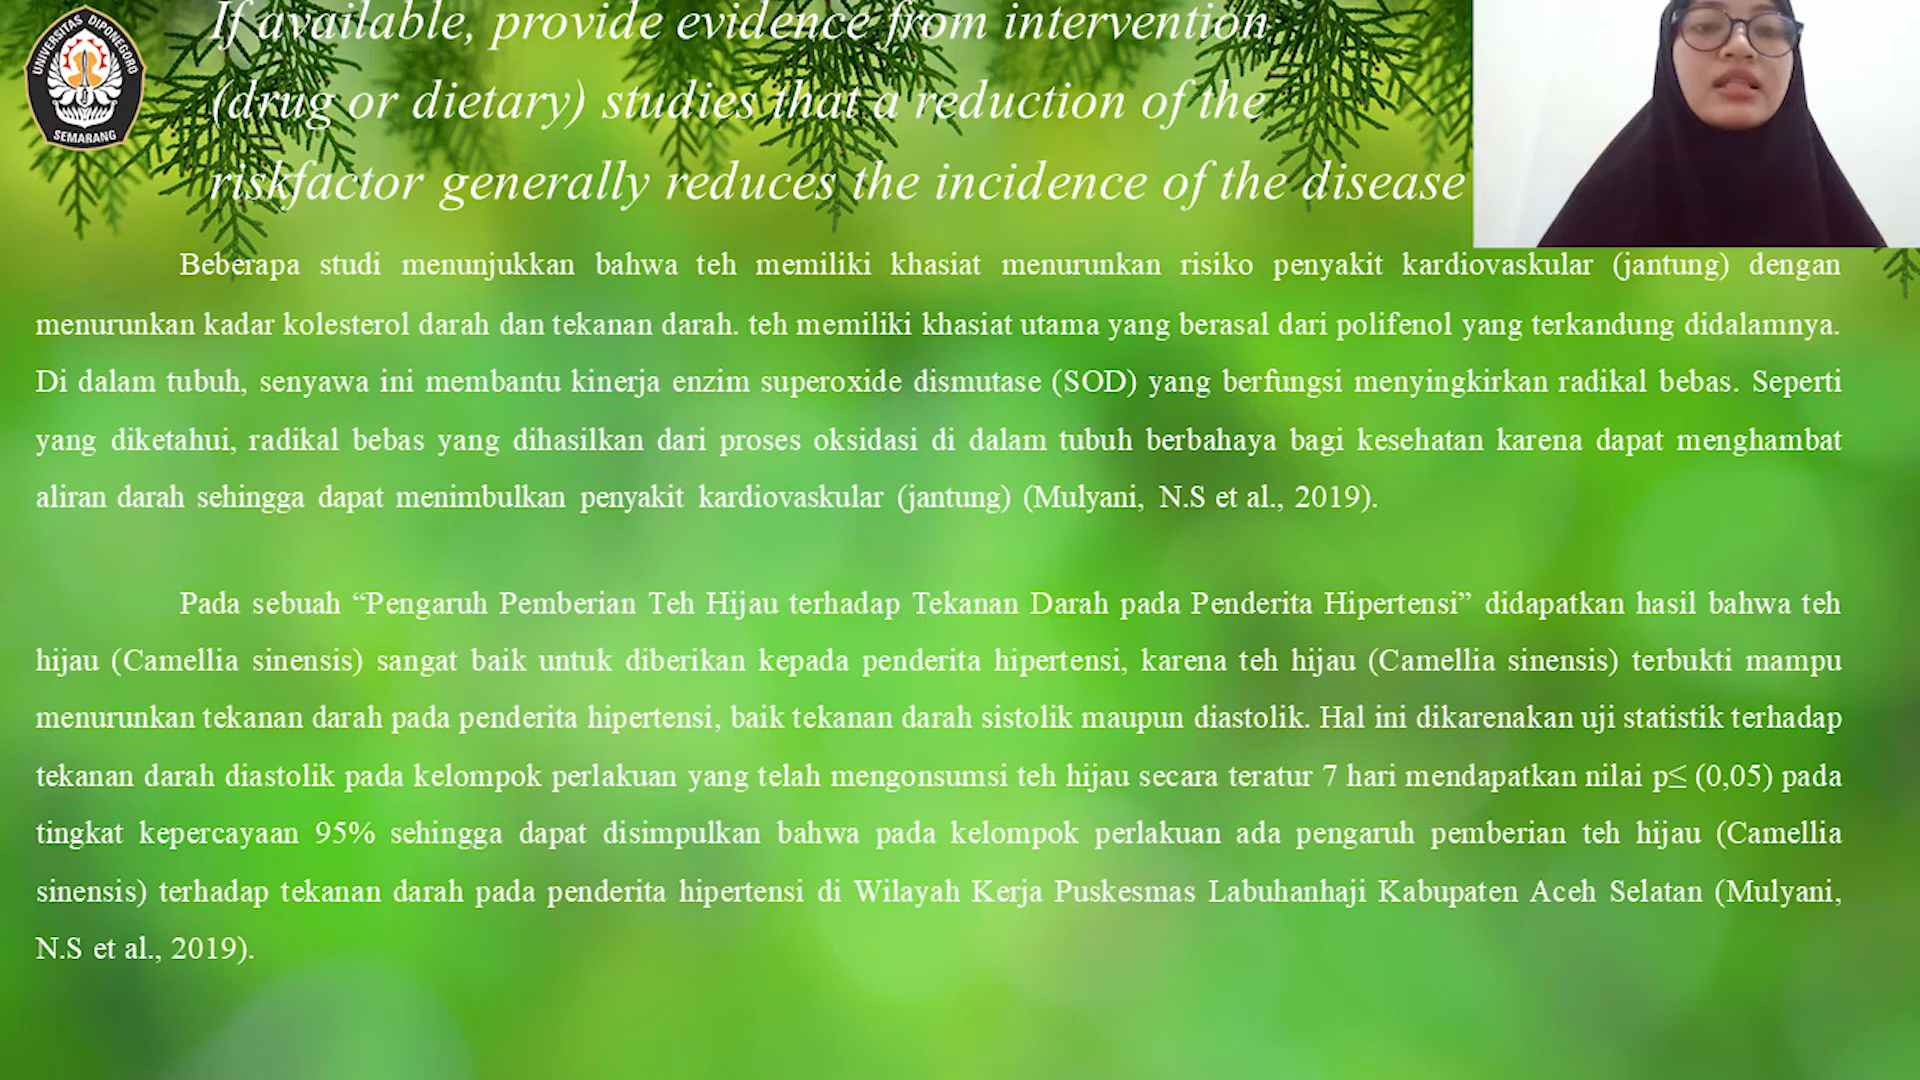 UNIVERSITAS DIPONEGORO
SEMARANG
If available, provide evidence from intervention
(drug or dietary) studies that a reduction of the
riskfactor generally reduces the incidence of the disease
Beberapa studi menunjukkan bahwa teh memiliki khasiat menurunkan risiko penyakit kardiovaskular (jantung) dengan
menurunkan kadar kolesterol darah dan tekanan darah. teh memiliki khasiat utama yang berasal dari polifenol yang terkandung didalamnya.
Di dalam tubuh, senyawa ini membantu kinerja enzim superoxide dismutase (SOD) yang berfungsi menyingkirkan radikal bebas. Seperti
yang diketahui, radikal bebas yang dihasilkan dari proses oksidasi di dalam tubuh berbahaya bagi kesehatan karena dapat menghambat
aliran darah sehingga dapat menimbulkan penyakit kardiovaskular (jantung) (Mulyani, N.S et al., 2019).
Pada sebuah “Pengaruh Pemberian Teh Hijau terhadap Tekanan Darah pada Penderita Hipertensi” didapatkan hasil bahwa teh
hijau (Camellia sinensis) sangat baik untuk diberikan kepada penderita hipertensi, karena teh hijau (Camellia sinensis) terbukti mampu
menurunkan tekanan darah pada penderita hipertensi, baik tekanan darah sistolik maupun diastolik. Hal ini dikarenakan uji statistik terhadap
tekanan darah diastolik pada kelompok perlakuan yang telah mengonsumsi teh hijau secara teratur 7 hari mendapatkan nilai p≤ (0,05) pada
tingkat kepercayaan 95% sehingga dapat disimpulkan bahwa pada kelompok perlakuan ada pengaruh pemberian teh hijau (Camellia
sinensis) terhadap tekanan darah pada penderita hipertensi di Wilayah Kerja Puskesmas Labuhanhaji Kabupaten Aceh Selatan (Mulyani,
N.S et al., 2019).